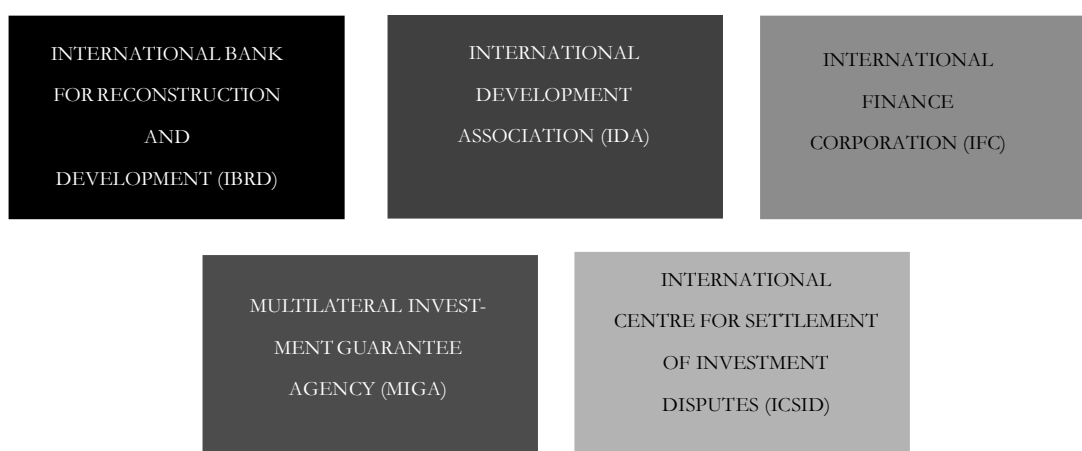 INTERNATIONAL BANK
FOR RECONSTRUCTION
AND
DEVELOPMENT (IBRD)
INTERNATIONAL
DEVELOPMENT
ASSOCIATION (IDA)
INTERNATIONAL
FINANCE
CORPORATION (IFC)
MULTILATERAL INVEST-
MENT GUARANTEE
AGENCY (MIGA)
INTERNATIONAL
CENTRE FOR SETTLEMENT
OF INVESTMENT
DISPUTES (ICSID)